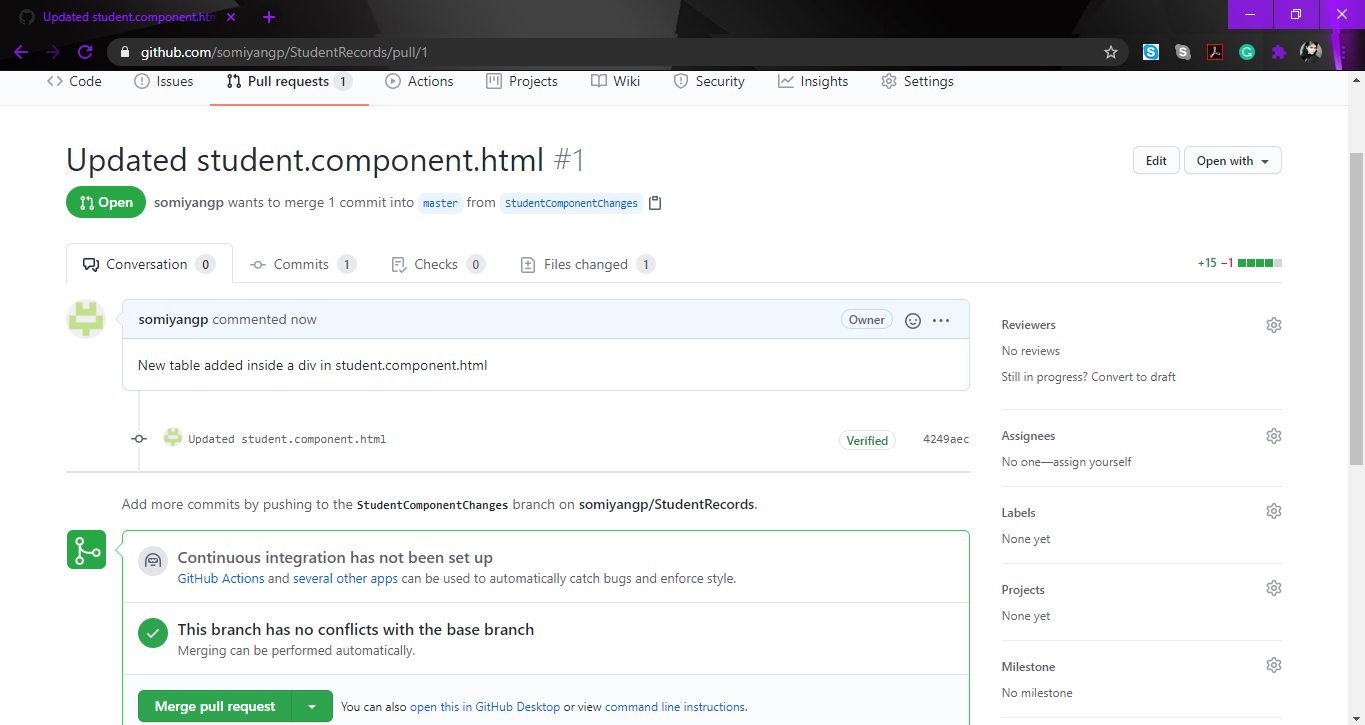 Updated student.component.htm
github.com/somiyangp/StudentRecords/pull/1
Code Issues Pull requests 1 Actions Projects Wiki Security Insights Settings
Updated student.component.html #1
Edit Open with
Open somiyangp wants to merge 1 commit into master from StudentComponentChanges
Conversation 0 Commits 1 Checks 0 Files changed 1 +15 −1
somiyangp commented now Owner
New table added inside a div in student.component.html
Updated student.component.html Verified 4249aec
Add more commits by pushing to the StudentComponentChanges branch on somiyangp/StudentRecords.
Continuous integration has not been set up
GitHub Actions and several other apps can be used to automatically catch bugs and enforce style.
This branch has no conflicts with the base branch
Merging can be performed automatically.
Merge pull request You can also open this in GitHub Desktop or view command line instructions.
Reviewers
No reviews
Still in progress? Convert to draft
Assignees
No one—assign yourself
Labels
None yet
Projects
None yet
Milestone
No milestone